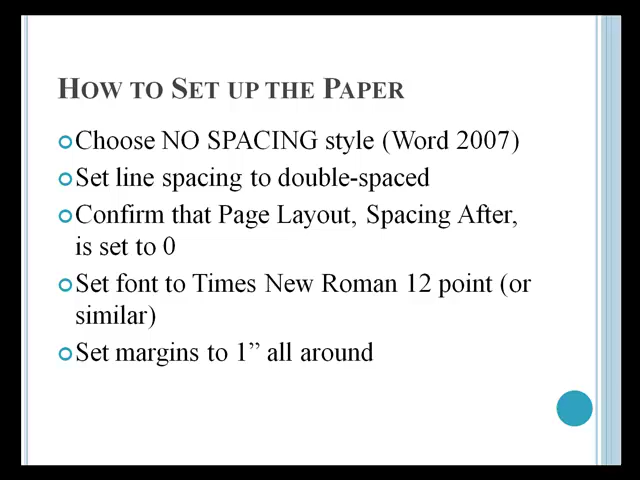 HOW TO SET UP THE PAPER
Choose NO SPACING style (Word 2007)
Set line spacing to double-spaced
Confirm that Page Layout, Spacing After,
is set to 0
Set font to Times New Roman 12 point (or
similar)
Set margins to 1” all around